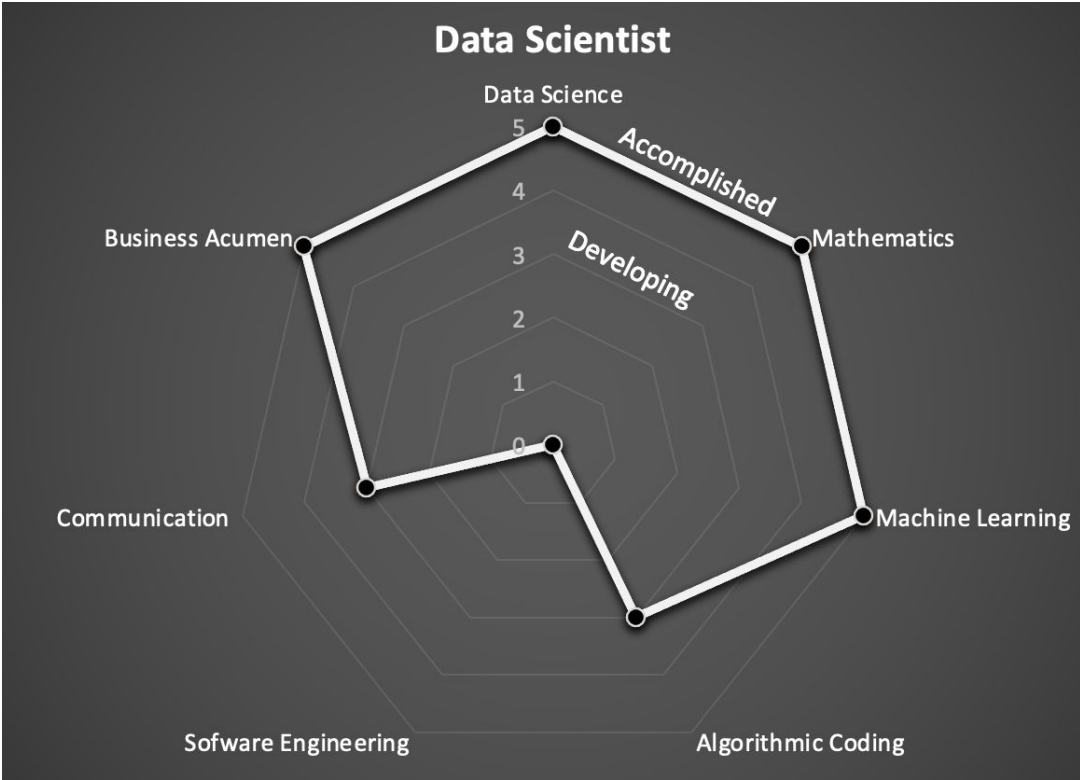 Data Scientist
Data Science
5
Accomplished
4
Business Acumen
Mathematics
Developing
3
2
1
0
Communication
Machine Learning
Sofware Engineering
Algorithmic Coding